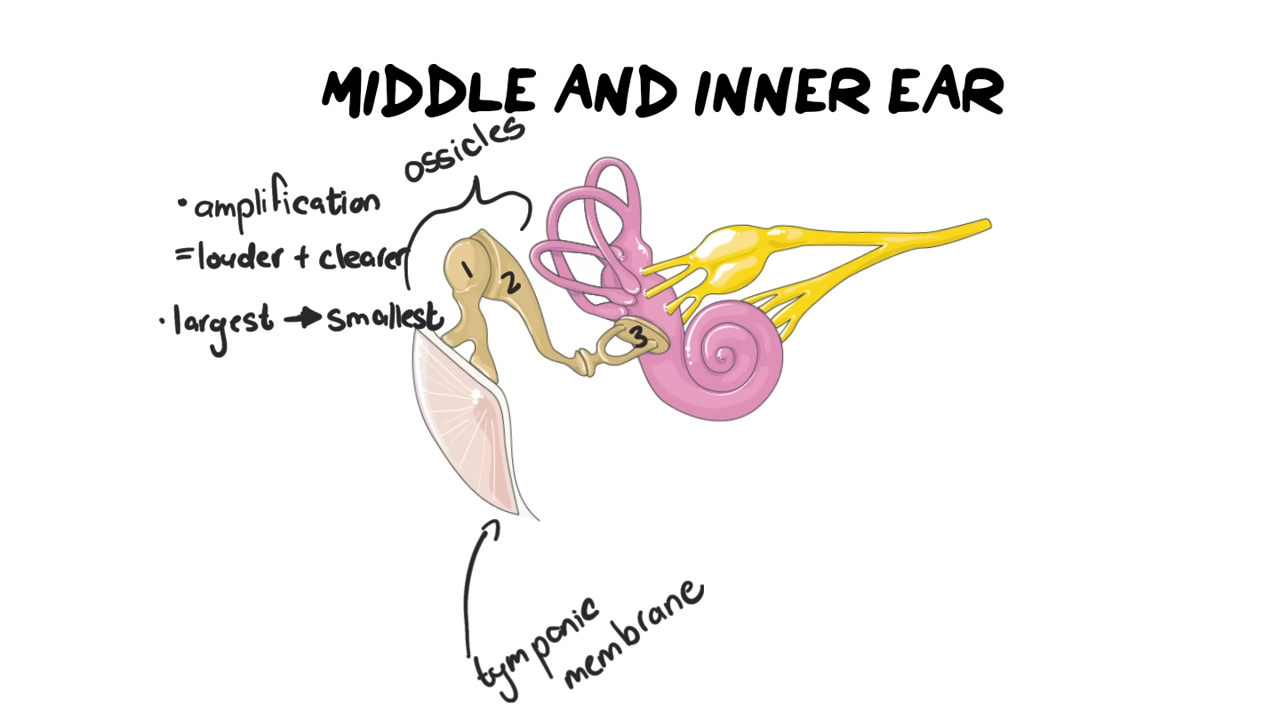 MIDDLE AND INNER EAR
ossicles
• amplification
= louder + clearer
• largest → smallest
1
2
3
tympanic
membrane